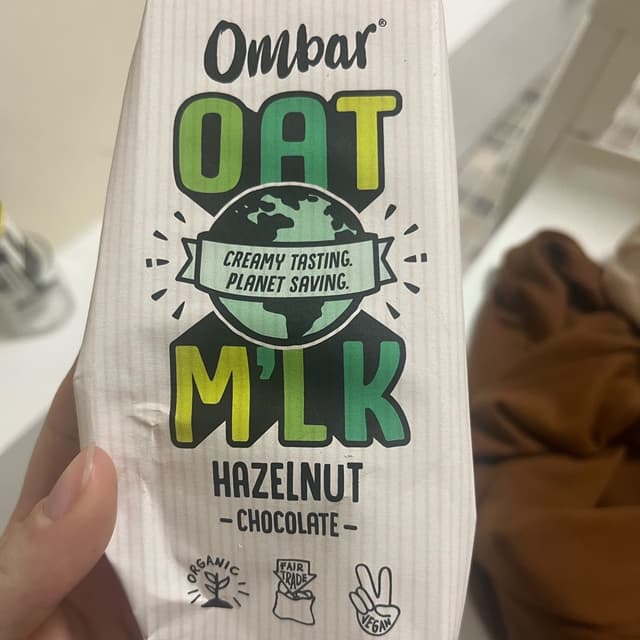 Ombar®
OAT
CREAMY TASTING.
PLANET SAVING.
M'LK
HAZELNUT
- CHOCOLATE -
ORGANIC
FAIR
TRADE
VEGAN